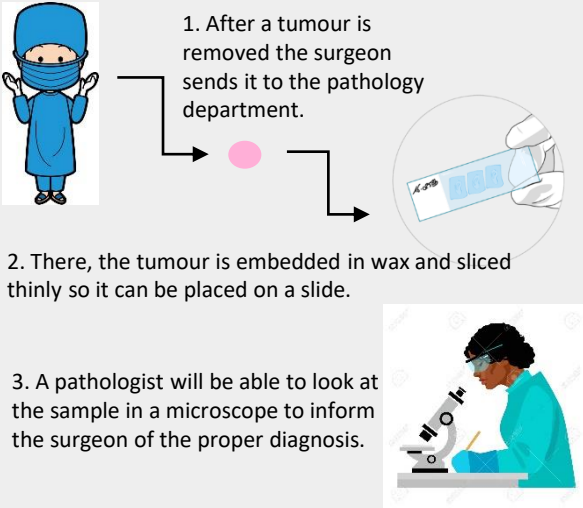 1. After a tumour is
removed the surgeon
sends it to the pathology
department.
2. There, the tumour is embedded in wax and sliced
thinly so it can be placed on a slide.
3. A pathologist will be able to look at
the sample in a microscope to inform
the surgeon of the proper diagnosis.